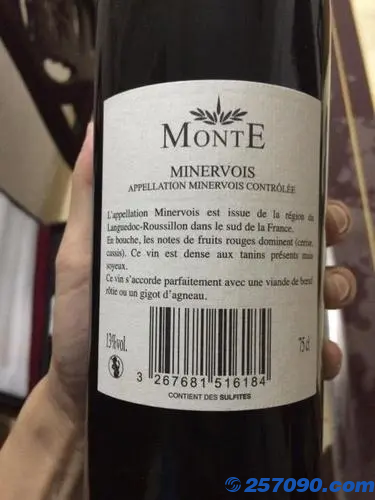 MONTE
MINERVOIS
APPELLATION MINERVOIS CONTRÔLÉE
L'appellation Minervois est issue de la région du
Languedoc-Roussillon dans le sud de la France.
En bouche, les notes de fruits rouges dominent (cerise,
cassis). Ce vin est dense aux tanins présents mais
soyeux.
Ce vin s'accorde parfaitement avec une viande de bœuf
rôtie ou un gigot d'agneau.
13%vol.
75 cl
3 267681 516184
CONTIENT DES SULFITES
257090.com